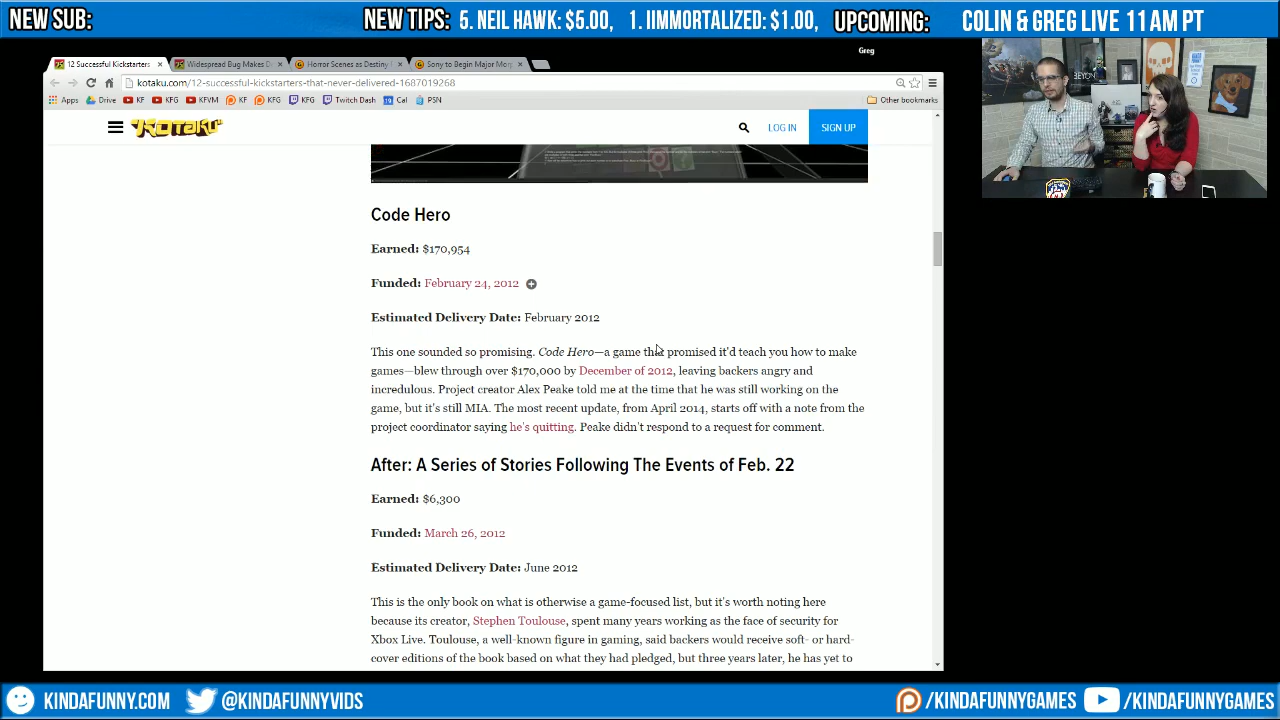 NEW SUB:
NEW TIPS: 5. NEIL HAWK: $5.00, 1. IIMMORTALIZED: $1.00,
UPCOMING: COLIN & GREG LIVE 11 AM PT
Greg
12 Successful Kickstarters
Widespread Bug Makes D
Horror Scenes as Destiny
Sony to Begin Major Morp
kotaku.com/12-successful-kickstarters-that-never-delivered-1687019268
Apps Drive KF KFG KFVM KF KFG KFG Twitch Dash Cal PSN Other bookmarks
KOTAKU
LOG IN SIGN UP
Code Hero
Earned: $170,954
Funded: February 24, 2012
Estimated Delivery Date: February 2012
This one sounded so promising. Code Hero—a game that promised it'd teach you how to make
games—blew through over $170,000 by December of 2012, leaving backers angry and
incredulous. Project creator Alex Peake told me at the time that he was still working on the
game, but it's still MIA. The most recent update, from April 2014, starts off with a note from the
project coordinator saying he's quitting. Peake didn't respond to a request for comment.
After: A Series of Stories Following The Events of Feb. 22
Earned: $6,300
Funded: March 26, 2012
Estimated Delivery Date: June 2012
This is the only book on what is otherwise a game-focused list, but it's worth noting here
because its creator, Stephen Toulouse, spent many years working as the face of security for
Xbox Live. Toulouse, a well-known figure in gaming, said backers would receive soft- or hard-
cover editions of the book based on what they had pledged, but three years later, he has yet to
KINDAFUNNY.COM @KINDAFUNNYVIDS /KINDAFUNNYGAMES /KINDAFUNNYGAMES